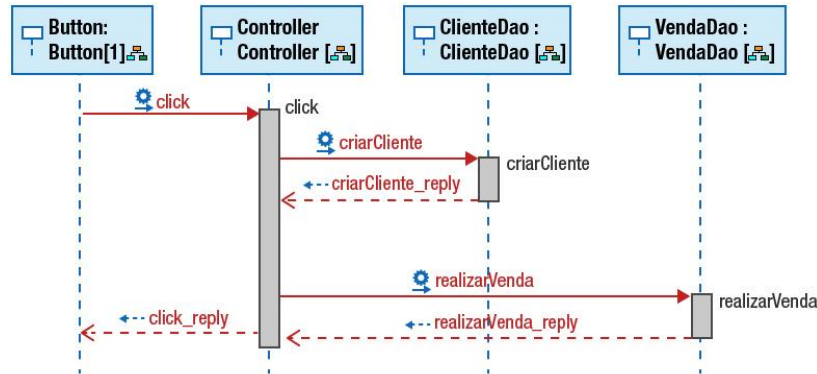 Button:
Button[1]
Controller
Controller [ ]
ClienteDao :
ClienteDao [ ]
VendaDao :
VendaDao [ ]
click
click
criarCliente
criarCliente
criarCliente_reply
realizarVenda
realizarVenda
click_reply
realizarVenda_reply